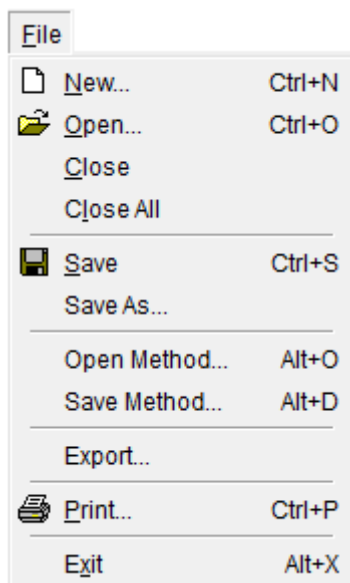 File
New... Ctrl+N
Open... Ctrl+O
Close
Close All
Save Ctrl+S
Save As...
Open Method... Alt+O
Save Method... Alt+D
Export...
Print... Ctrl+P
Exit Alt+X